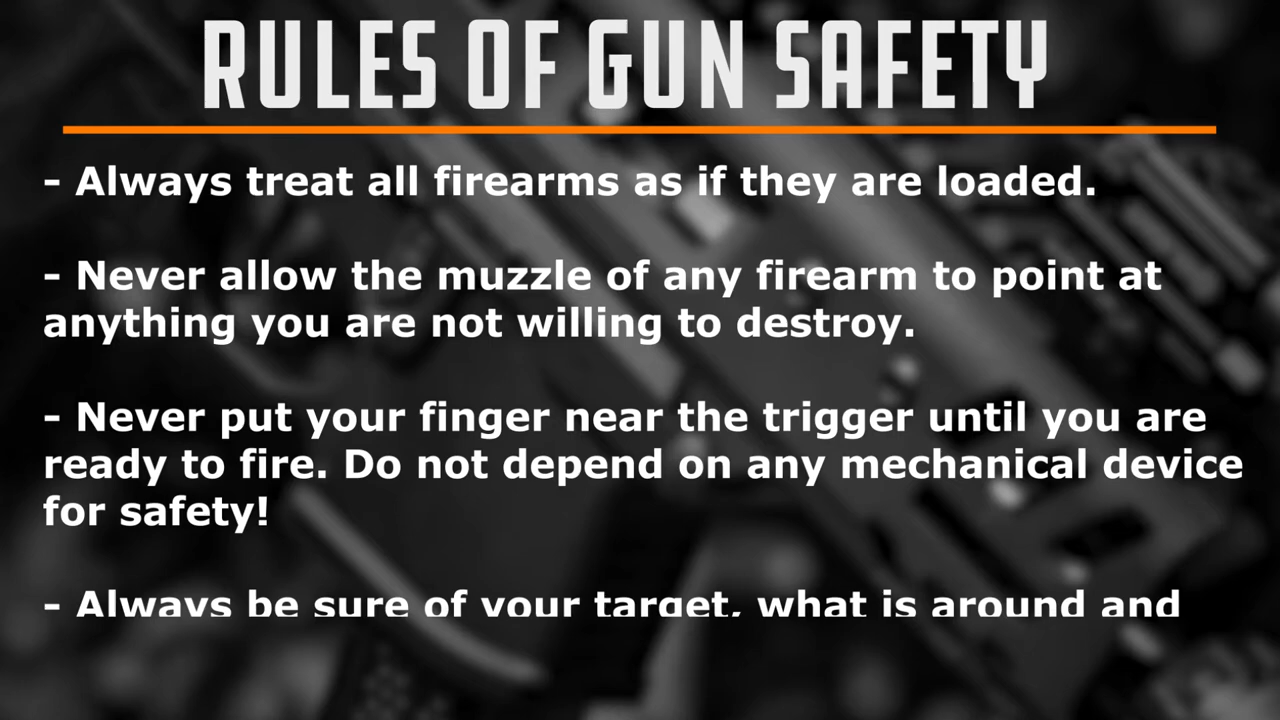 RULES OF GUN SAFETY
- Always treat all firearms as if they are loaded.
- Never allow the muzzle of any firearm to point at
anything you are not willing to destroy.
- Never put your finger near the trigger until you are
ready to fire. Do not depend on any mechanical device
for safety!
- Always be sure of your target, what is around and